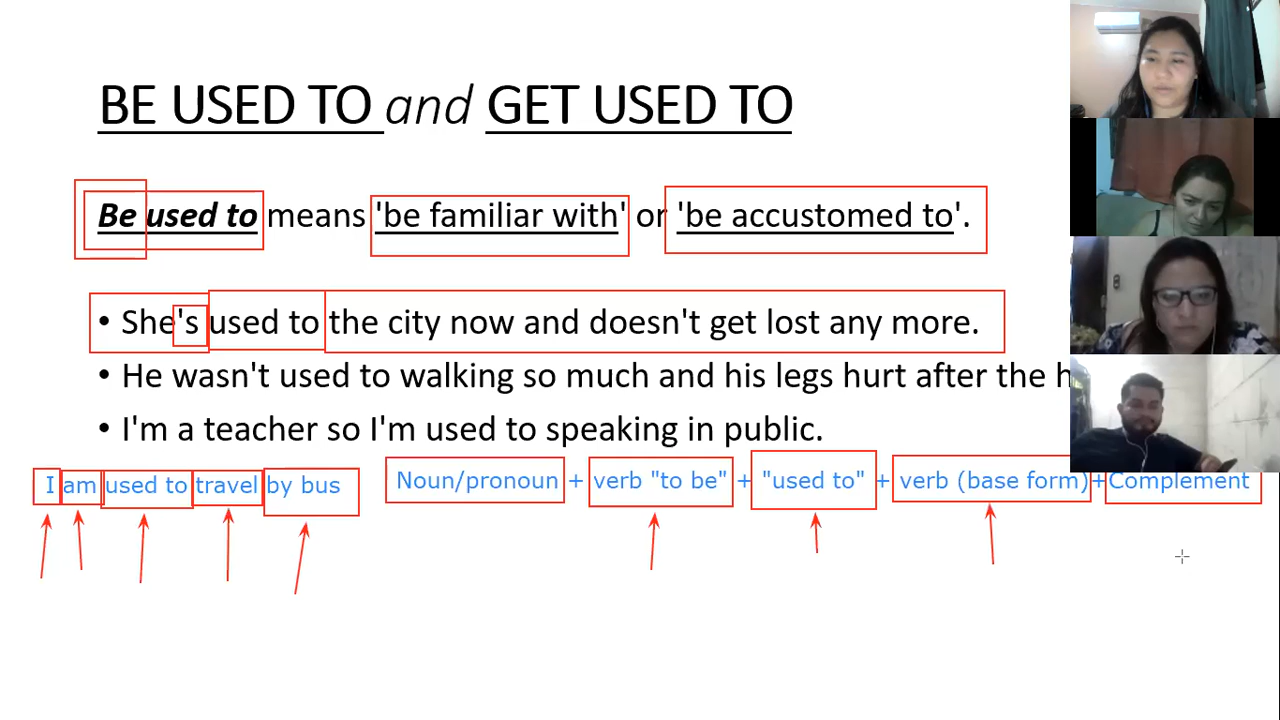 BE USED TO and GET USED TO
Be used to means 'be familiar with' or 'be accustomed to'.
• She's used to the city now and doesn't get lost any more.
• He wasn't used to walking so much and his legs hurt after the
• I'm a teacher so I'm used to speaking in public.
I am used to travel by bus
Noun/pronoun + verb "to be" + "used to" + verb (base form)+Complement